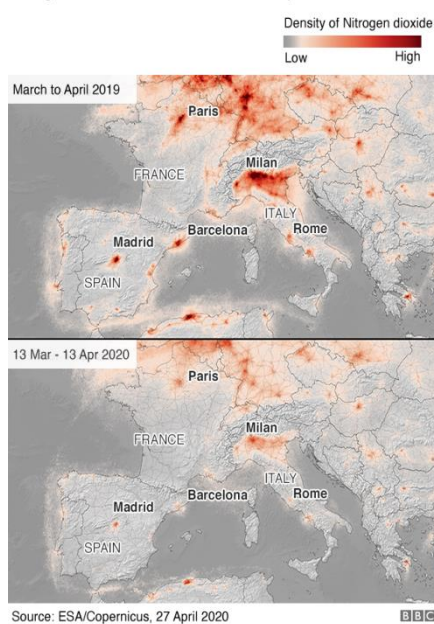 Density of Nitrogen dioxide
Low High
March to April 2019
Paris
FRANCE
Milan
ITALY
Barcelona Rome
Madrid
SPAIN
13 Mar - 13 Apr 2020
Paris
Milan
FRANCE
ITALY
Barcelona Rome
Madrid
SPAIN
Source: ESA/Copernicus, 27 April 2020 BBC